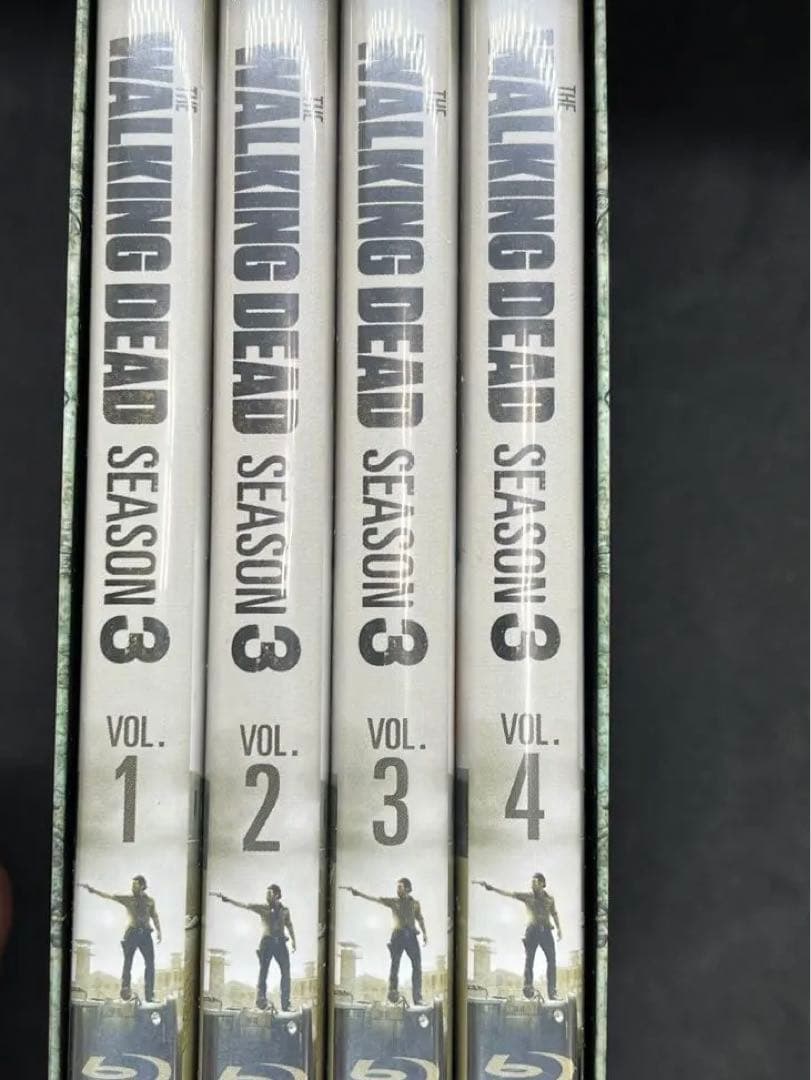 THE
WALKING DEAD SEASON 3
VOL.
1
THE
WALKING DEAD SEASON 3
VOL.
2
THE
WALKING DEAD SEASON 3
VOL.
3
THE
WALKING DEAD SEASON 3
VOL.
4